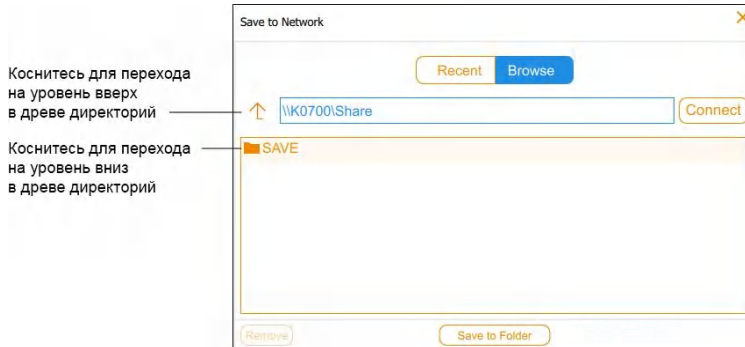 Save to Network
Recent Browse
Коснитесь для перехода
на уровень вверх
в древе директорий
\\K0700\Share Connect
Коснитесь для перехода
на уровень вниз
в древе директорий
SAVE
Remove Save to Folder